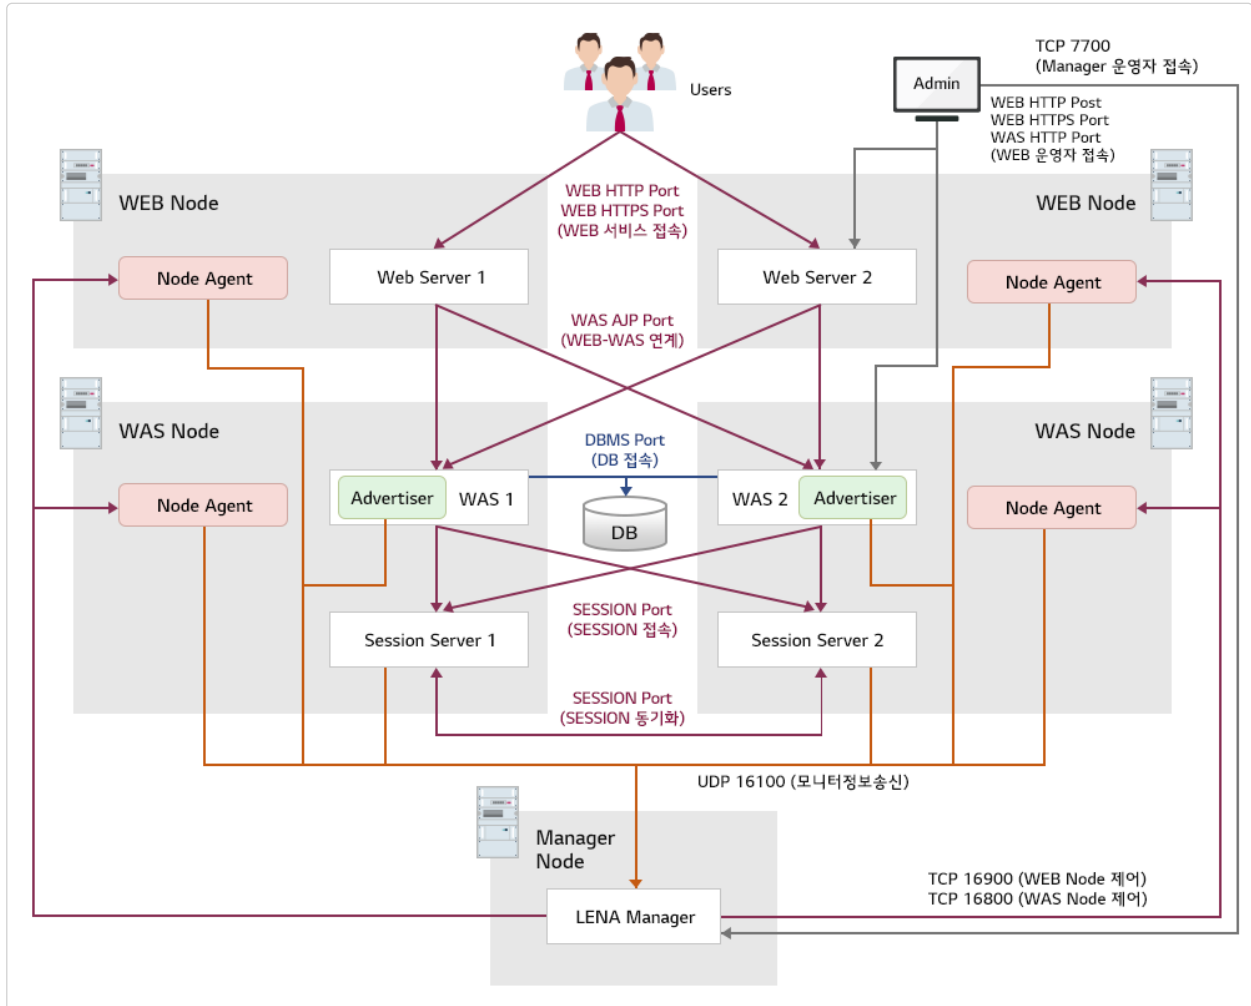 TCP 7700
(Manager 운영자 접속)
Users
Admin
WEB HTTP Post
WEB HTTPS Port
WAS HTTP Port
(WEB 운영자 접속)
WEB Node
WEB HTTP Port
WEB HTTPS Port
(WEB 서비스 접속)
WEB Node
Node Agent
Web Server 1
Web Server 2
Node Agent
WAS AJP Port
(WEB-WAS 연계)
WAS Node
DBMS Port
(DB 접속)
WAS Node
Node Agent
Advertiser
WAS 1
DB
WAS 2
Advertiser
Node Agent
SESSION Port
(SESSION 접속)
Session Server 1
Session Server 2
SESSION Port
(SESSION 동기화)
UDP 16100 (모니터정보송신)
Manager
Node
TCP 16900 (WEB Node 제어)
TCP 16800 (WAS Node 제어)
LENA Manager